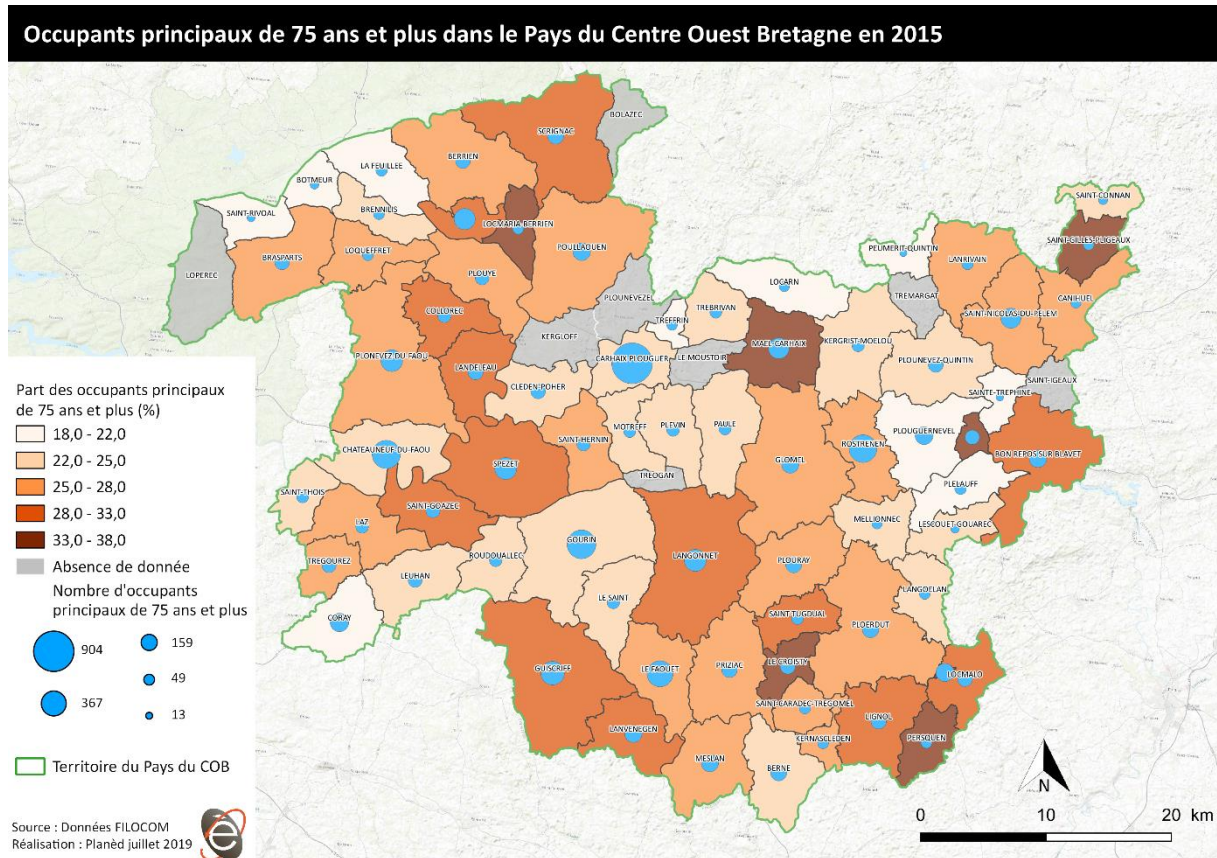 Occupants principaux de 75 ans et plus dans le Pays du Centre Ouest Bretagne en 2015
BOLAZEC
SCRIGNAC
BERRIEN
LA FEUILLEE
BOTMEUR
SAINT-RIVOAL
BRENNILIS
LOCMARIA-BERRIEN
SAINT-CONNAN
SAINT-GILLES-PLIGEAUX
POULLAOUEN
PEUMERIT-QUINTIN
LOPEREC
BRASPARTS
LOQUEFFRET
PLOUYE
LANRIVAIN
LOCARN
TREMARGAT
CANIHUEL
PLOUNEVEZE
TREBRIVAN
SAINT-NICOLAS-DU-PELEM
COLLOREC
TREFFRIN
KERGLOFF
MAEL-CARHAIX
KERGRIST-MOELOU
PLONEVEZ-DU-FAOU
CARHAIX PLOUGUER
LE MOUSTOIR
PLOUNEVEZ-QUINTIN
LANDELEAU
SAINT-IGEAUX
CLEDEN-POHER
SAINTE-TREPHINE
MOTREFF
PLEVIN
PAULE
PLOUGUERNEVEL
SAINT-HERNIN
ROSTRENEN
CHATEAUNEUF-DU-FAOU
BON REPOS SUR BLAVET
SPEZET
GLOMEL
TREOGAN
PLELAUFF
SAINT-THOIS
SAINT-GOAZEC
MELLIONNEC
LESCOUET GOUAREC
LAZ
GOURIN
ROUDOUALLEC
LANGONNET
TREGOUREZ
PLOURAY
LEUHAN
LANGOELAN
LE SAINT
CORAY
SAINT-TUGDUAL
PLOERDUT
GUISCRIFF
LE FAOUET
PRIZIAC
LE CROISTY
LOCMALO
SAINT-CARADEC-TREGOMEL
LIGNOL
LANVENEGEN
KERNASCLEDEN
PERSQUEN
MESLAN
BERNE
Part des occupants principaux
de 75 ans et plus (%)
18,0 - 22,0
22,0 - 25,0
25,0 - 28,0
28,0 - 33,0
33,0 - 38,0
Absence de donnée
Nombre d'occupants
principaux de 75 ans et plus
904
159
367
49
13
Territoire du Pays du COB
Source : Données FILOCOM
Réalisation : Planèd juillet 2019
é
N
0 10 20 km